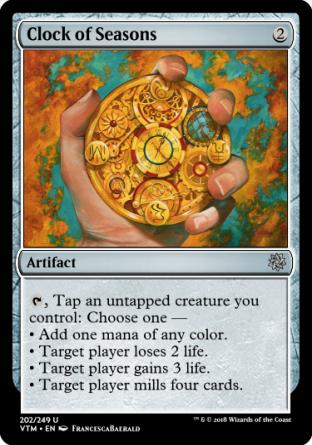 Clock of Seasons 2
Artifact
T, Tap an untapped creature you
control: Choose one —
• Add one mana of any color.
• Target player loses 2 life.
• Target player gains 3 life.
• Target player mills four cards.
202/249 U
VTM • EN FrancescaBaerald
™ & © 2018 Wizards of the Coast